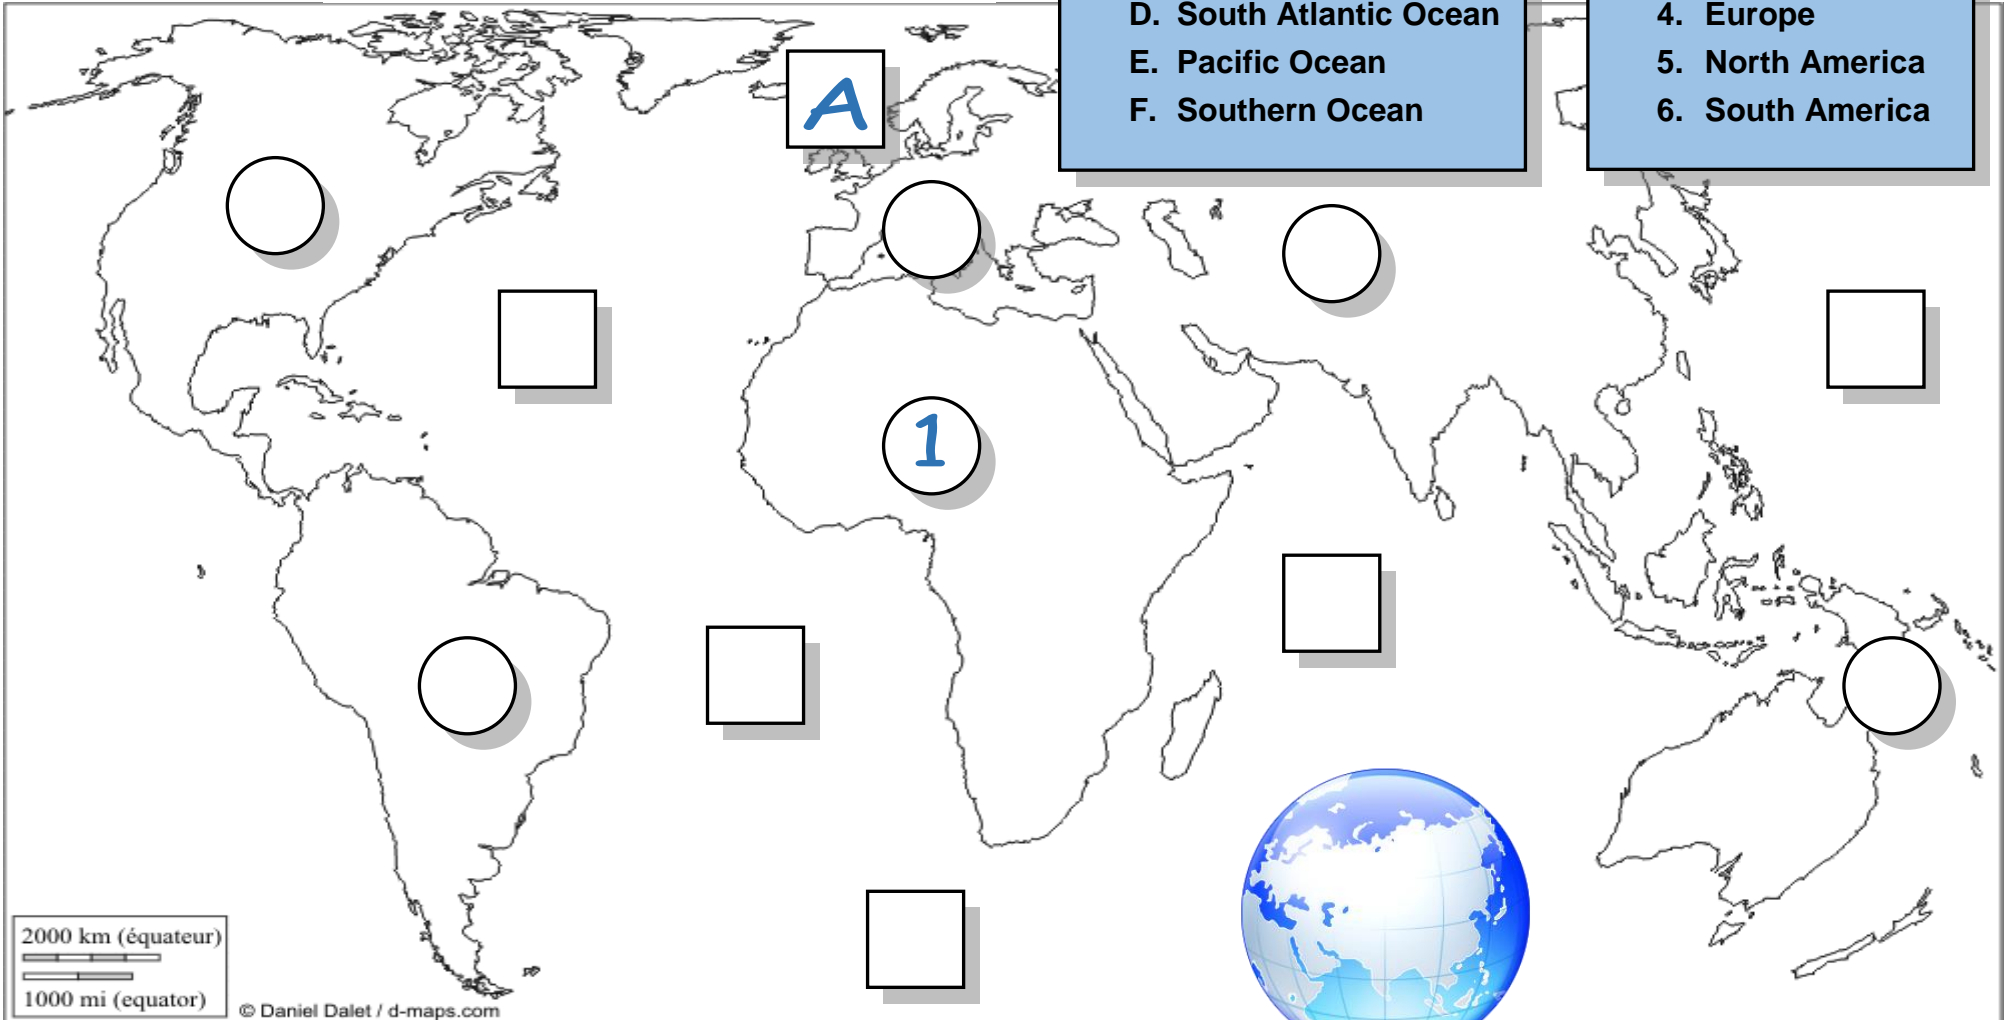 D. South Atlantic Ocean
E. Pacific Ocean
F. Southern Ocean
4. Europe
5. North America
6. South America
A
1
2000 km (équateur)
1000 mi (equator)
© Daniel Dalet / d-maps.com